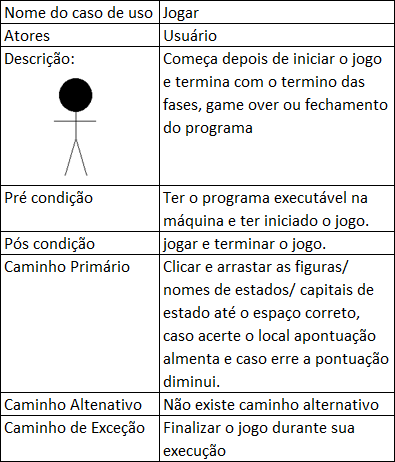 Nome do caso de uso Jogar
Atores Usuário
Descrição: Começa depois de iniciar o jogo
e termina com o termino das
fases, game over ou fechamento
do programa
Pré condição Ter o programa executável na
máquina e ter iniciado o jogo.
Pós condição jogar e terminar o jogo.
Caminho Primário Clicar e arrastar as figuras/
nomes de estados/ capitais de
estado até o espaço correto,
caso acerte o local apontuação
almenta e caso erre a pontuação
diminui.
Caminho Altenativo Não existe caminho alternativo
Caminho de Exceção Finalizar o jogo durante sua
execução